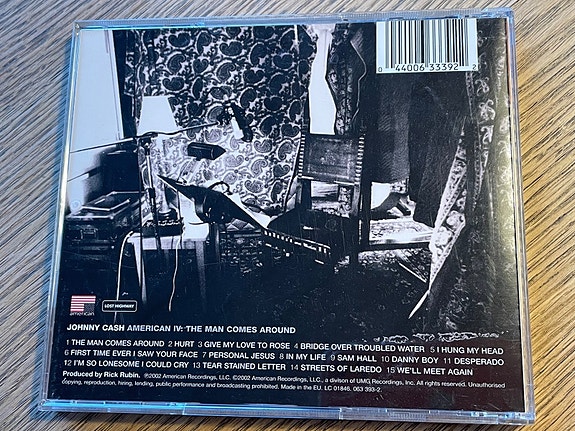 0 44006 33392 2
american
LOST HIGHWAY
JOHNNY CASH AMERICAN IV: THE MAN COMES AROUND
1 THE MAN COMES AROUND 2 HURT 3 GIVE MY LOVE TO ROSE 4 BRIDGE OVER TROUBLED WATER 5 I HUNG MY HEAD
6 FIRST TIME EVER I SAW YOUR FACE 7 PERSONAL JESUS 8 IN MY LIFE 9 SAM HALL 10 DANNY BOY 11 DESPERADO
12 I'M SO LONESOME I COULD CRY 13 TEAR STAINED LETTER 14 STREETS OF LAREDO 15 WE'LL MEET AGAIN
Produced by Rick Rubin. ℗2002 American Recordings, LLC. ©2002 American Recordings, LLC., a divison of UMG Recordings, Inc. All rights reserved. Unauthorised
copying, reproduction, hiring, lending, public performance and broadcasting prohibited. Made in the EU. LC 01846. 063 393-2.